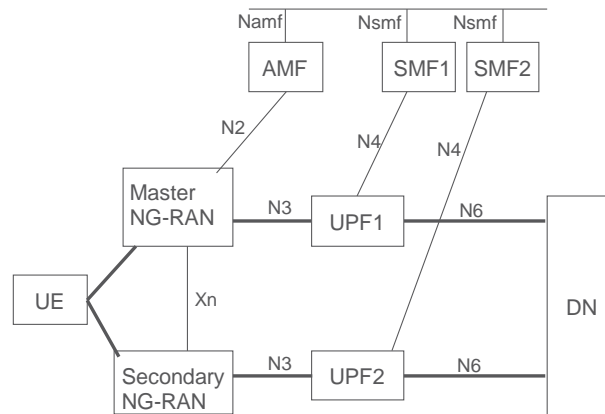 Namf
Nsmf
Nsmf
AMF
SMF1
SMF2
N2
N4
N4
Master
NG-RAN
N3
UPF1
N6
UE
Xn
DN
Secondary
NG-RAN
N3
UPF2
N6